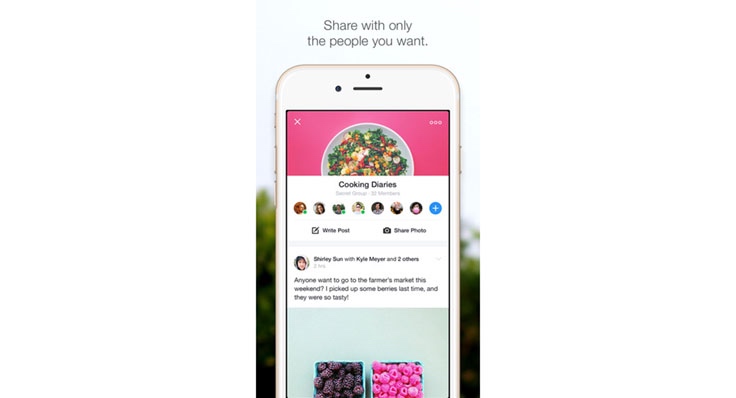 Share with only
the people you want.
Cooking Diaries
Secret Group · 51 Members
Write Post
Share Photo
Shirley Sun with Kyle Meyer and 2 others
2 hrs
Anyone want to go to the farmer's market this
weekend? I picked up some berries last time, and
they were so tasty!